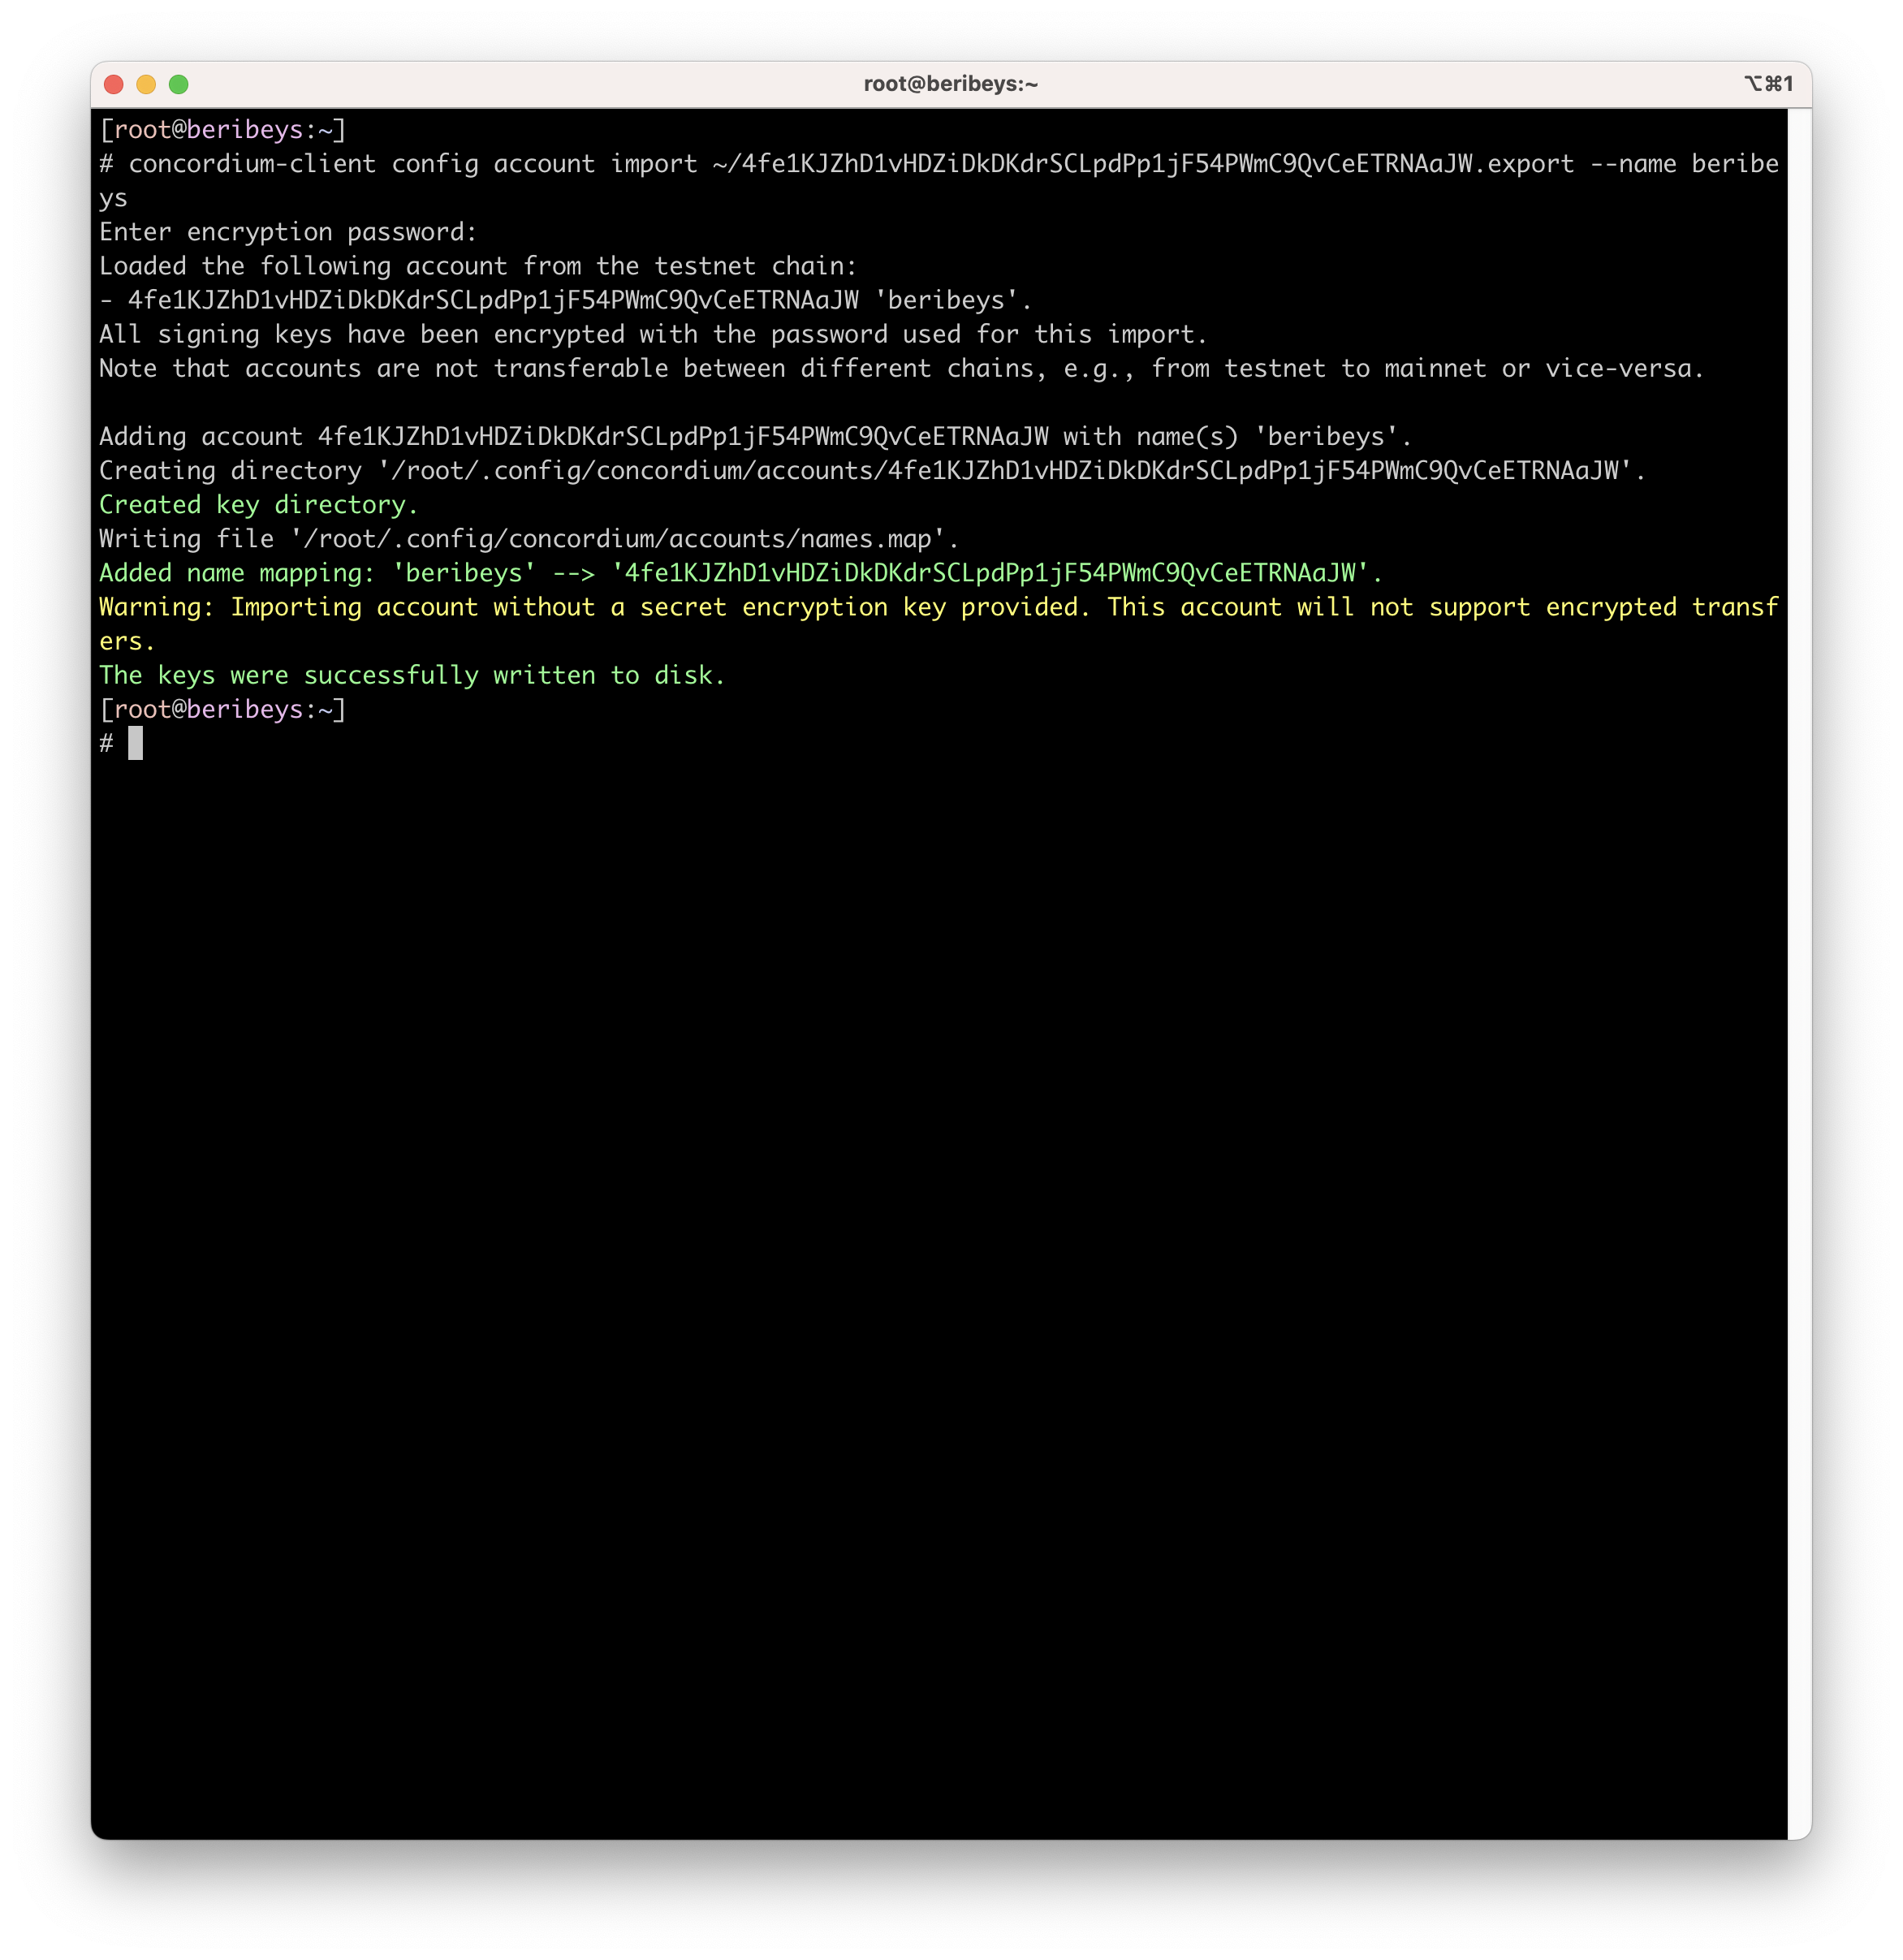 root@beribeys:~
⌥⌘1
[root@beribeys:~]
# concordium-client config account import ~/4fe1KJZhD1vHDZiDkDKdrSCLpdPp1jF54PWmC9QvCeETRNAaJW.export --name beribe
ys
Enter encryption password:
Loaded the following account from the testnet chain:
- 4fe1KJZhD1vHDZiDkDKdrSCLpdPp1jF54PWmC9QvCeETRNAaJW 'beribeys'.
All signing keys have been encrypted with the password used for this import.
Note that accounts are not transferable between different chains, e.g., from testnet to mainnet or vice-versa.
Adding account 4fe1KJZhD1vHDZiDkDKdrSCLpdPp1jF54PWmC9QvCeETRNAaJW with name(s) 'beribeys'.
Creating directory '/root/.config/concordium/accounts/4fe1KJZhD1vHDZiDkDKdrSCLpdPp1jF54PWmC9QvCeETRNAaJW'.
Created key directory.
Writing file '/root/.config/concordium/accounts/names.map'.
Added name mapping: 'beribeys' --> '4fe1KJZhD1vHDZiDkDKdrSCLpdPp1jF54PWmC9QvCeETRNAaJW'.
Warning: Importing account without a secret encryption key provided. This account will not support encrypted transf
ers.
The keys were successfully written to disk.
[root@beribeys:~]
#